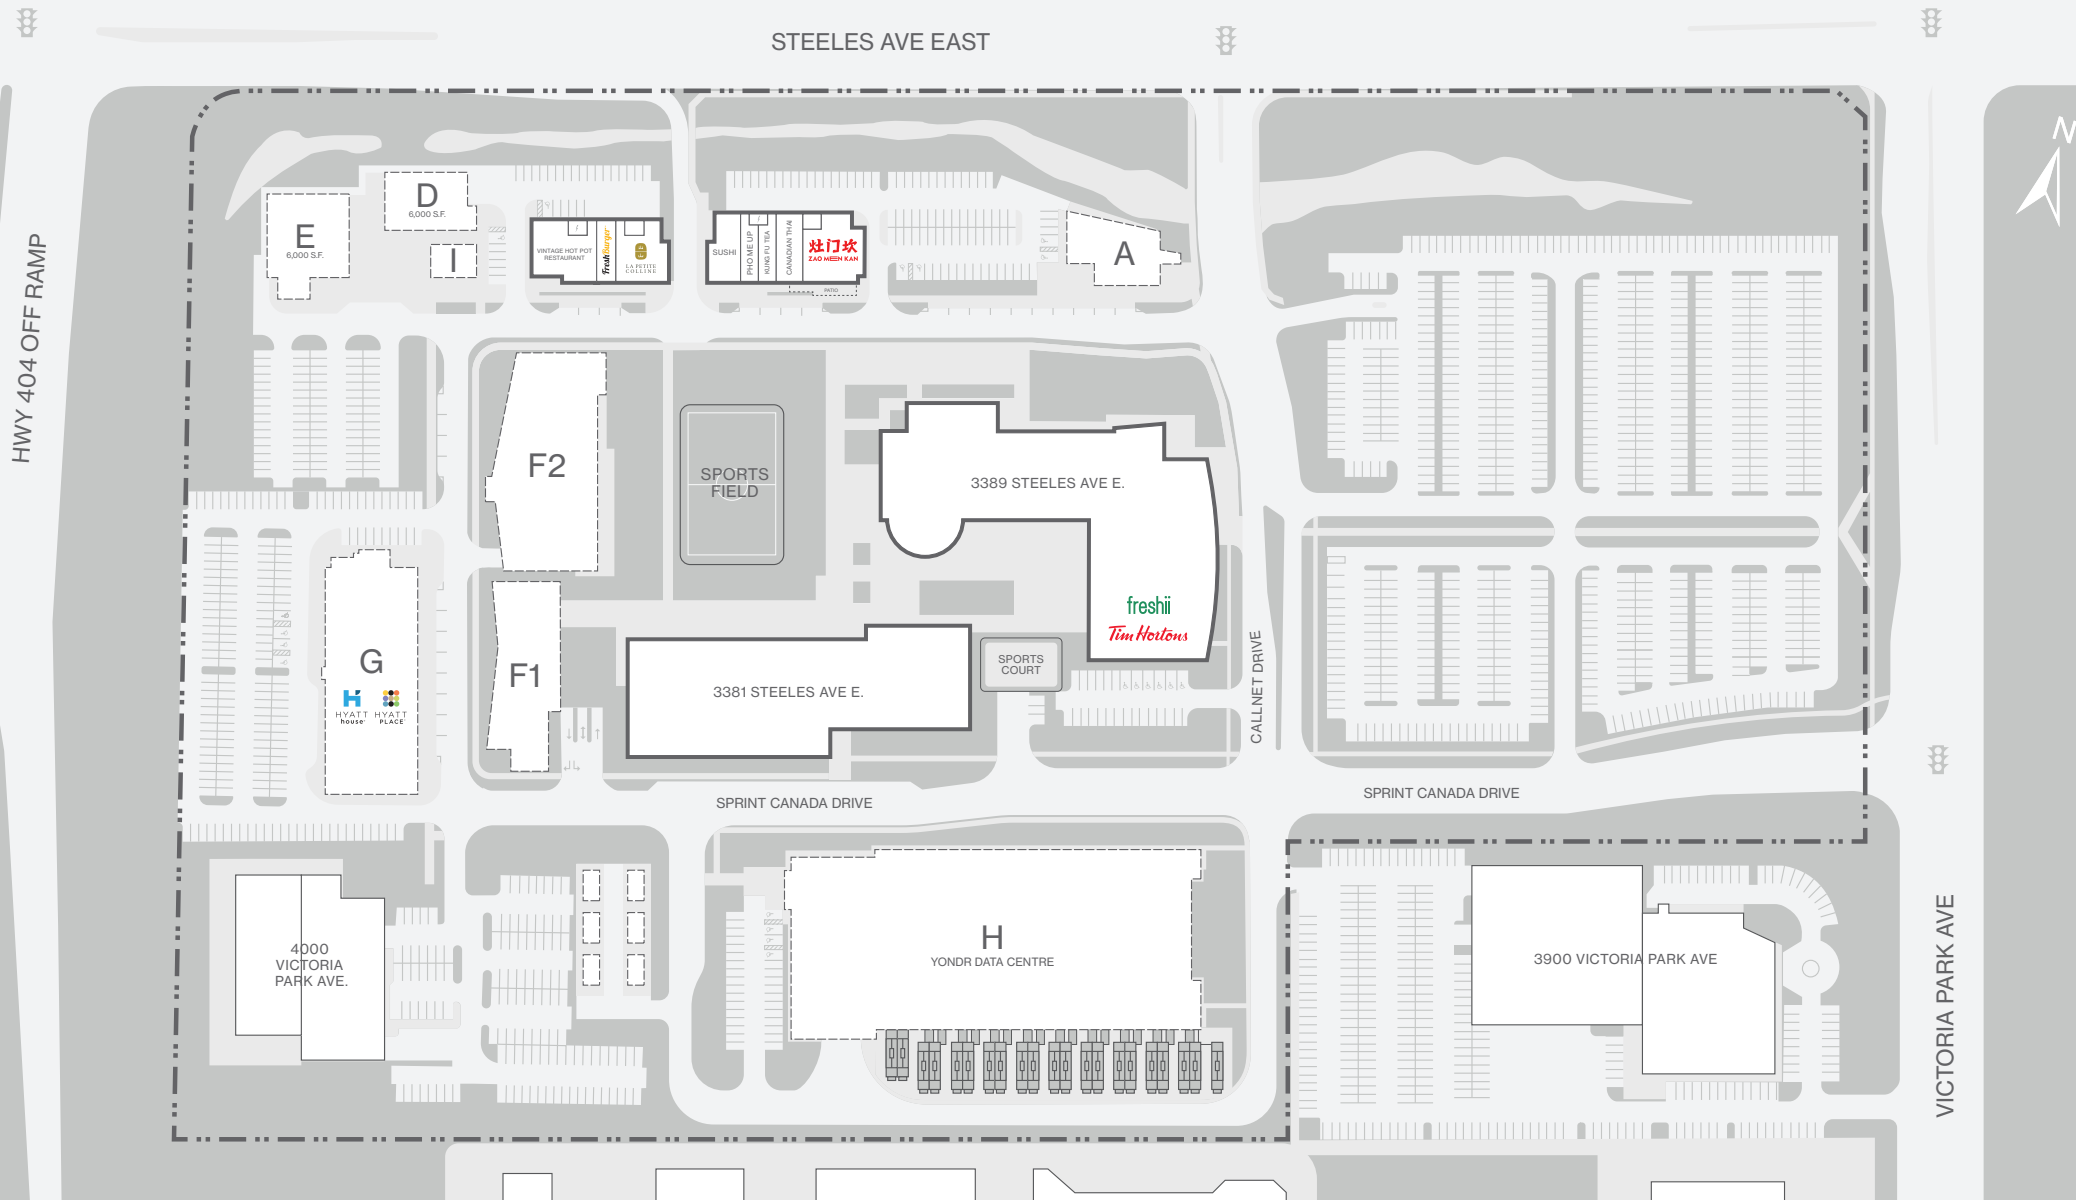 STEELES AVE EAST
N
HWY 404 OFF RAMP
D
6,000 S.F.
E
6,000 S.F.
I
VINTAGE HOT POT
RESTAURANT
FreshBurger
LA PETITE
COLLINE
SUSHI
PHO ME UP
KUNG FU TEA
CANADIAN THAI
灶门坎
ZAO MEEN KAN
PATIO
A
F2
SPORTS
FIELD
3389 STEELES AVE E.
freshii
Tim Hortons
G
HYATT
house
HYATT
PLACE
F1
3381 STEELES AVE E.
SPORTS
COURT
CALLNET DRIVE
SPRINT CANADA DRIVE
SPRINT CANADA DRIVE
4000
VICTORIA
PARK AVE.
H
YONDR DATA CENTRE
3900 VICTORIA PARK AVE
VICTORIA PARK AVE